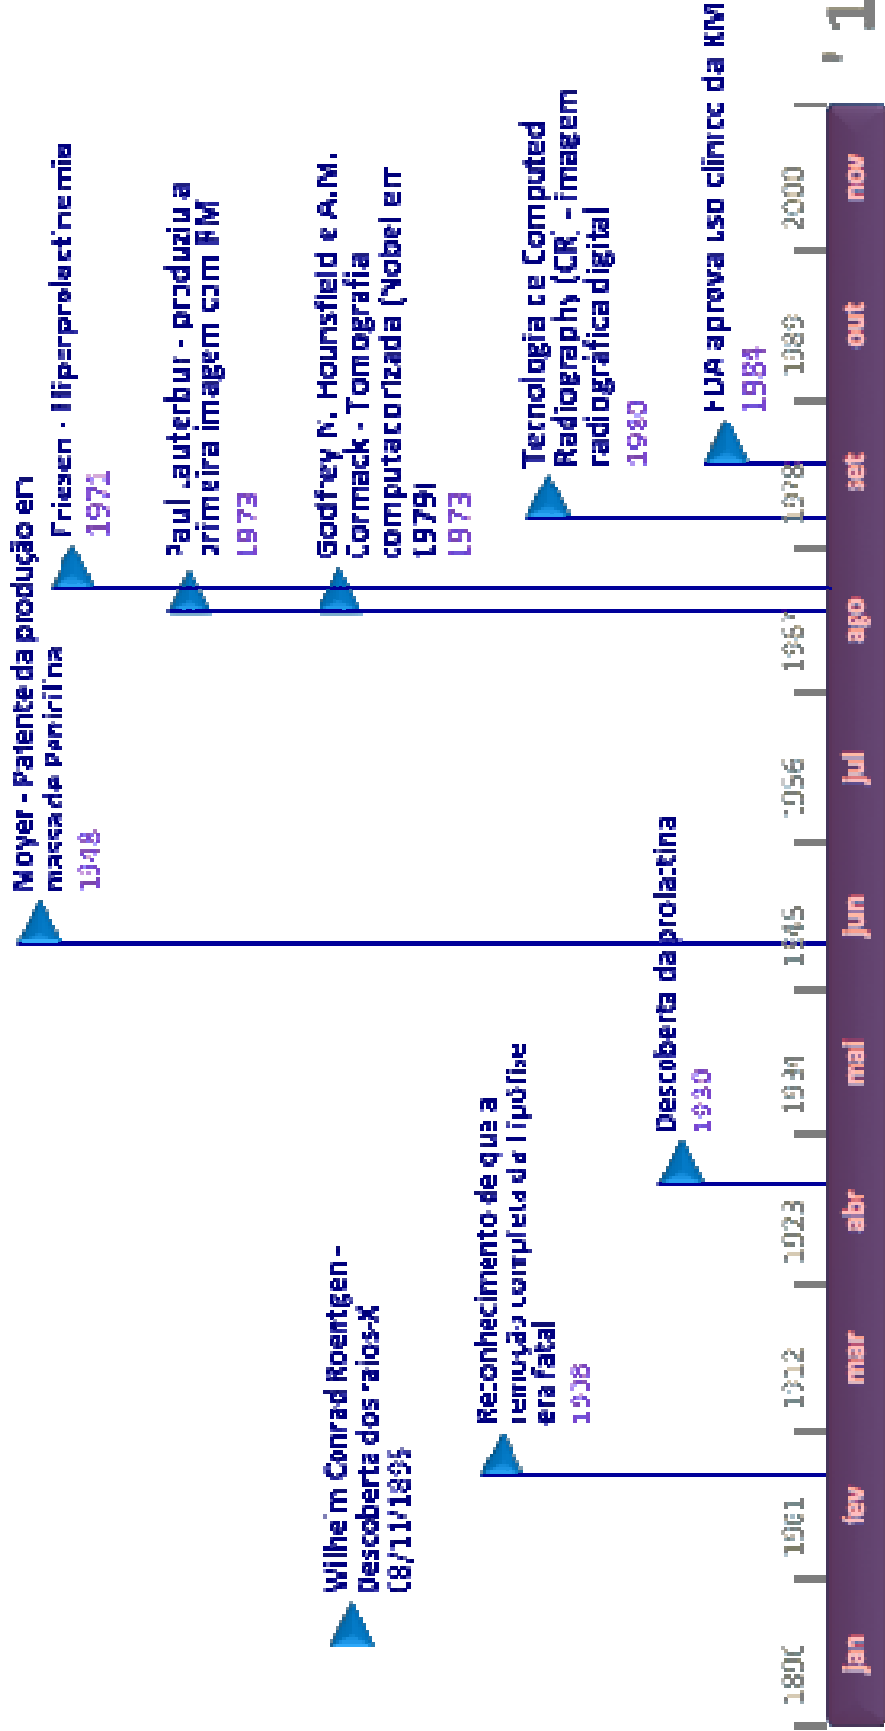 Moyer - Patente da produção em
massa de Penicilina
1948
Friesen - Hiperprolactinemia
1971
Paul Lauterbur - produziu a
primeira imagem com RM
1973
Godfrey N. Hounsfield e A.M.
Cormack - Tomografia
computadorizada (Nobel em
1979)
1973
Tecnologia de Computed
Radiography (CR) - imagem
radiográfica digital
1980
FDA aprova uso clínico da RM
1984
Descoberta da prolactina
1930
Reconhecimento de que a
remoção completa da hipófise
era fatal
1908
Wilhelm Conrad Roentgen -
Descoberta dos raios-X
(8/11/1895
1890 1901 1912 1923 1934 1945 1956 1967 1978 1989 2000
jan fev mar abr mai jun jul ago set out nov
'1